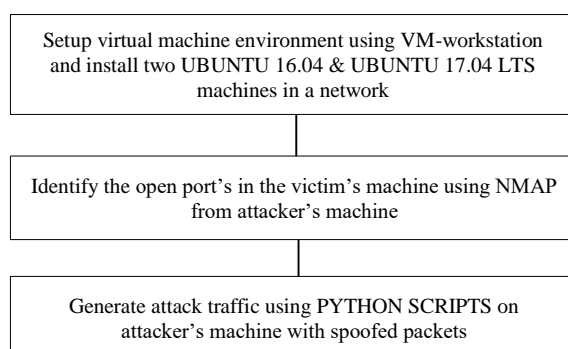 Setup virtual machine environment using VM-workstation
and install two UBUNTU 16.04 & UBUNTU 17.04 LTS
machines in a network
Identify the open port’s in the victim’s machine using NMAP
from attacker’s machine
Generate attack traffic using PYTHON SCRIPTS on
attacker’s machine with spoofed packets